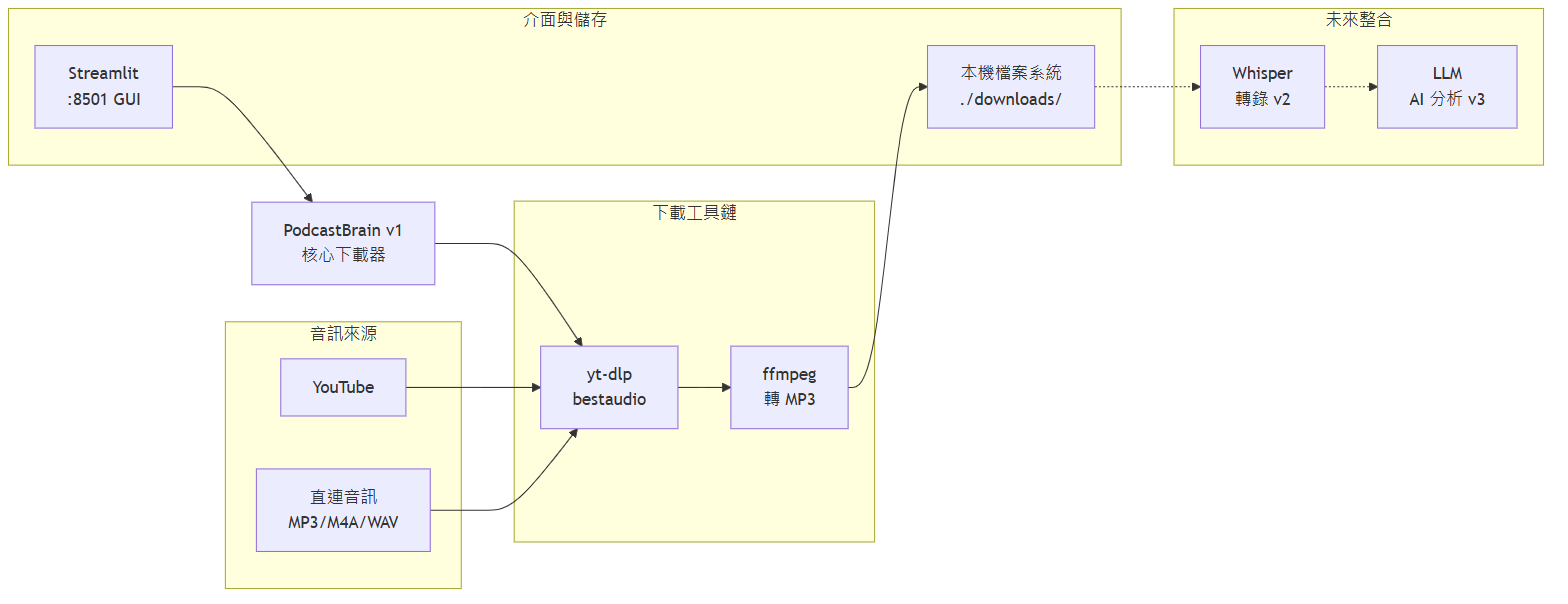 介面與儲存
Streamlit
:8501 GUI
本機檔案系統
./downloads/
未來整合
Whisper
轉錄 v2
LLM
AI 分析 v3
PodcastBrain v1
核心下載器
下載工具鏈
yt-dlp
bestaudio
ffmpeg
轉 MP3
音訊來源
YouTube
直連音訊
MP3/M4A/WAV